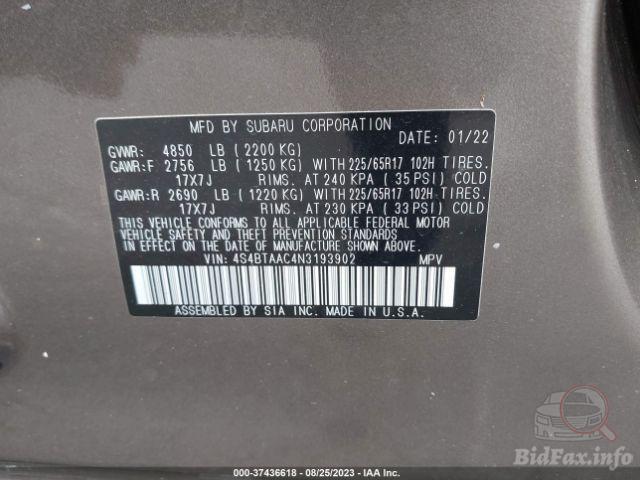 MFD BY SUBARU CORPORATION
DATE: 01/22
GVWR: 4850 LB ( 2200 KG)
GAWR:F 2756 LB ( 1250 KG) WITH 225/65R17 102H TIRES.
17X7J RIMS. AT 240 KPA ( 35 PSI) COLD
GAWR:R 2690 LB ( 1220 KG) WITH 225/65R17 102H TIRES.
17X7J RIMS. AT 230 KPA ( 33 PSI) COLD
THIS VEHICLE CONFORMS TO ALL APPLICABLE FEDERAL MOTOR
VEHICLE SAFETY AND THEFT PREVENTION STANDARDS
IN EFFECT ON THE DATE OF MANUFACTURE SHOWN ABOVE.
VIN: 4S4BTAAC4N3193902 MPV
ASSEMBLED BY SIA INC. MADE IN U.S.A.
BidFax.info
000-37436618 - 08/25/2023 - IAA Inc.